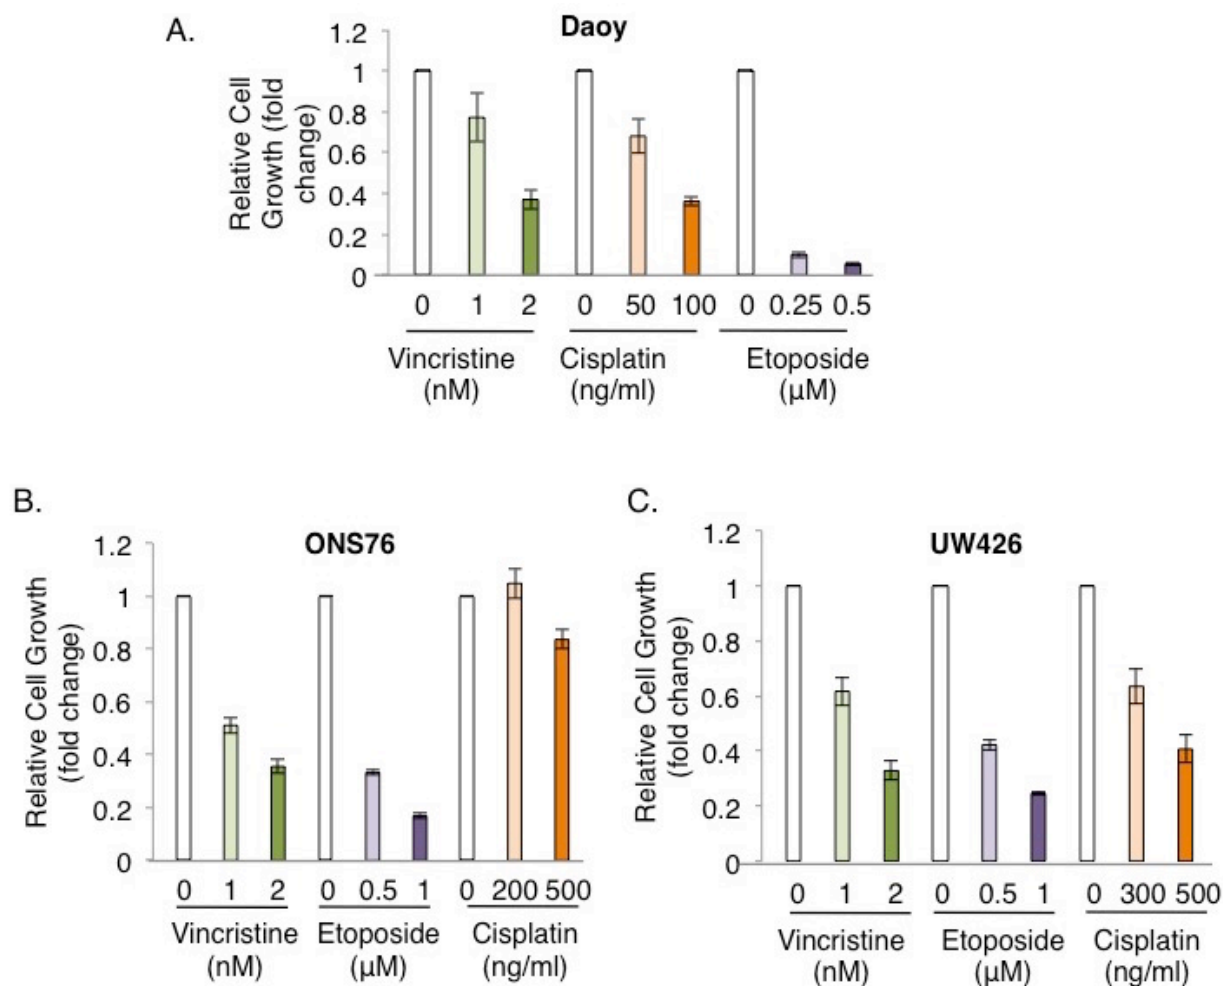 A.
Daoy
Relative Cell
Growth (fold
change)
1.2
1
0.8
0.6
0.4
0.2
0
0 1 2 0 50 100 0 0.25 0.5
Vincristine Cisplatin Etoposide
(nM) (ng/ml) (µM)
B.
ONS76
Relative Cell Growth
(fold change)
1.2
1
0.8
0.6
0.4
0.2
0
0 1 2 0 0.5 1 0 200 500
Vincristine Etoposide Cisplatin
(nM) (µM) (ng/ml)
C.
UW426
Relative Cell Growth
(fold change)
1.2
1
0.8
0.6
0.4
0.2
0
0 1 2 0 0.5 1 0 300 500
Vincristine Etoposide Cisplatin
(nM) (µM) (ng/ml)